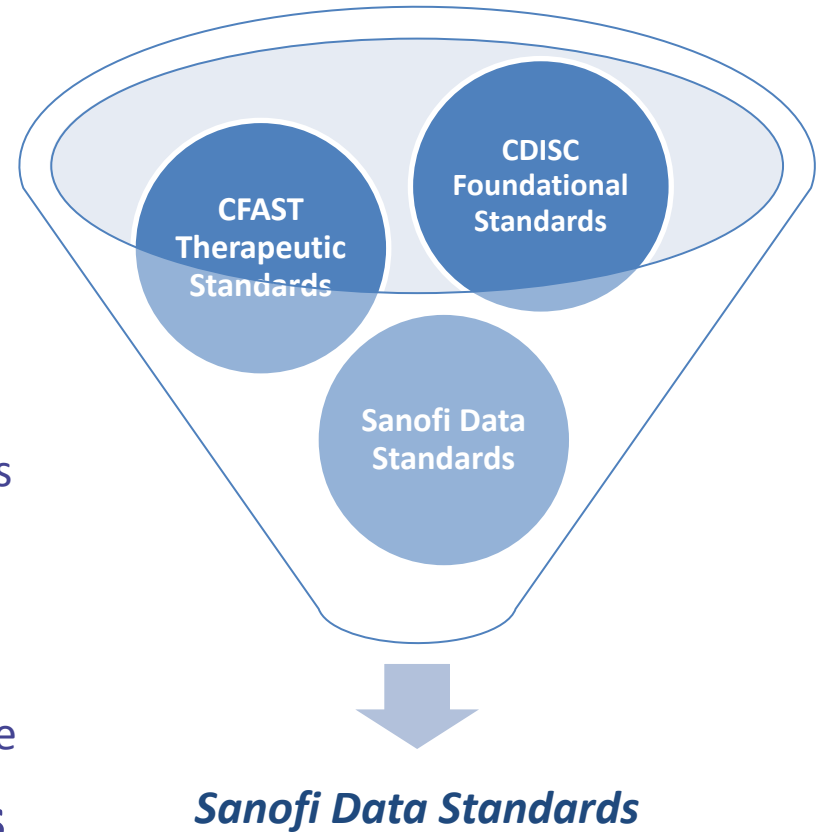 CDISC
Foundational
Standards
CFAST
Therapeutic
Standards
Sanofi Data
Standards
s
e
s
Sanofi Data Standards